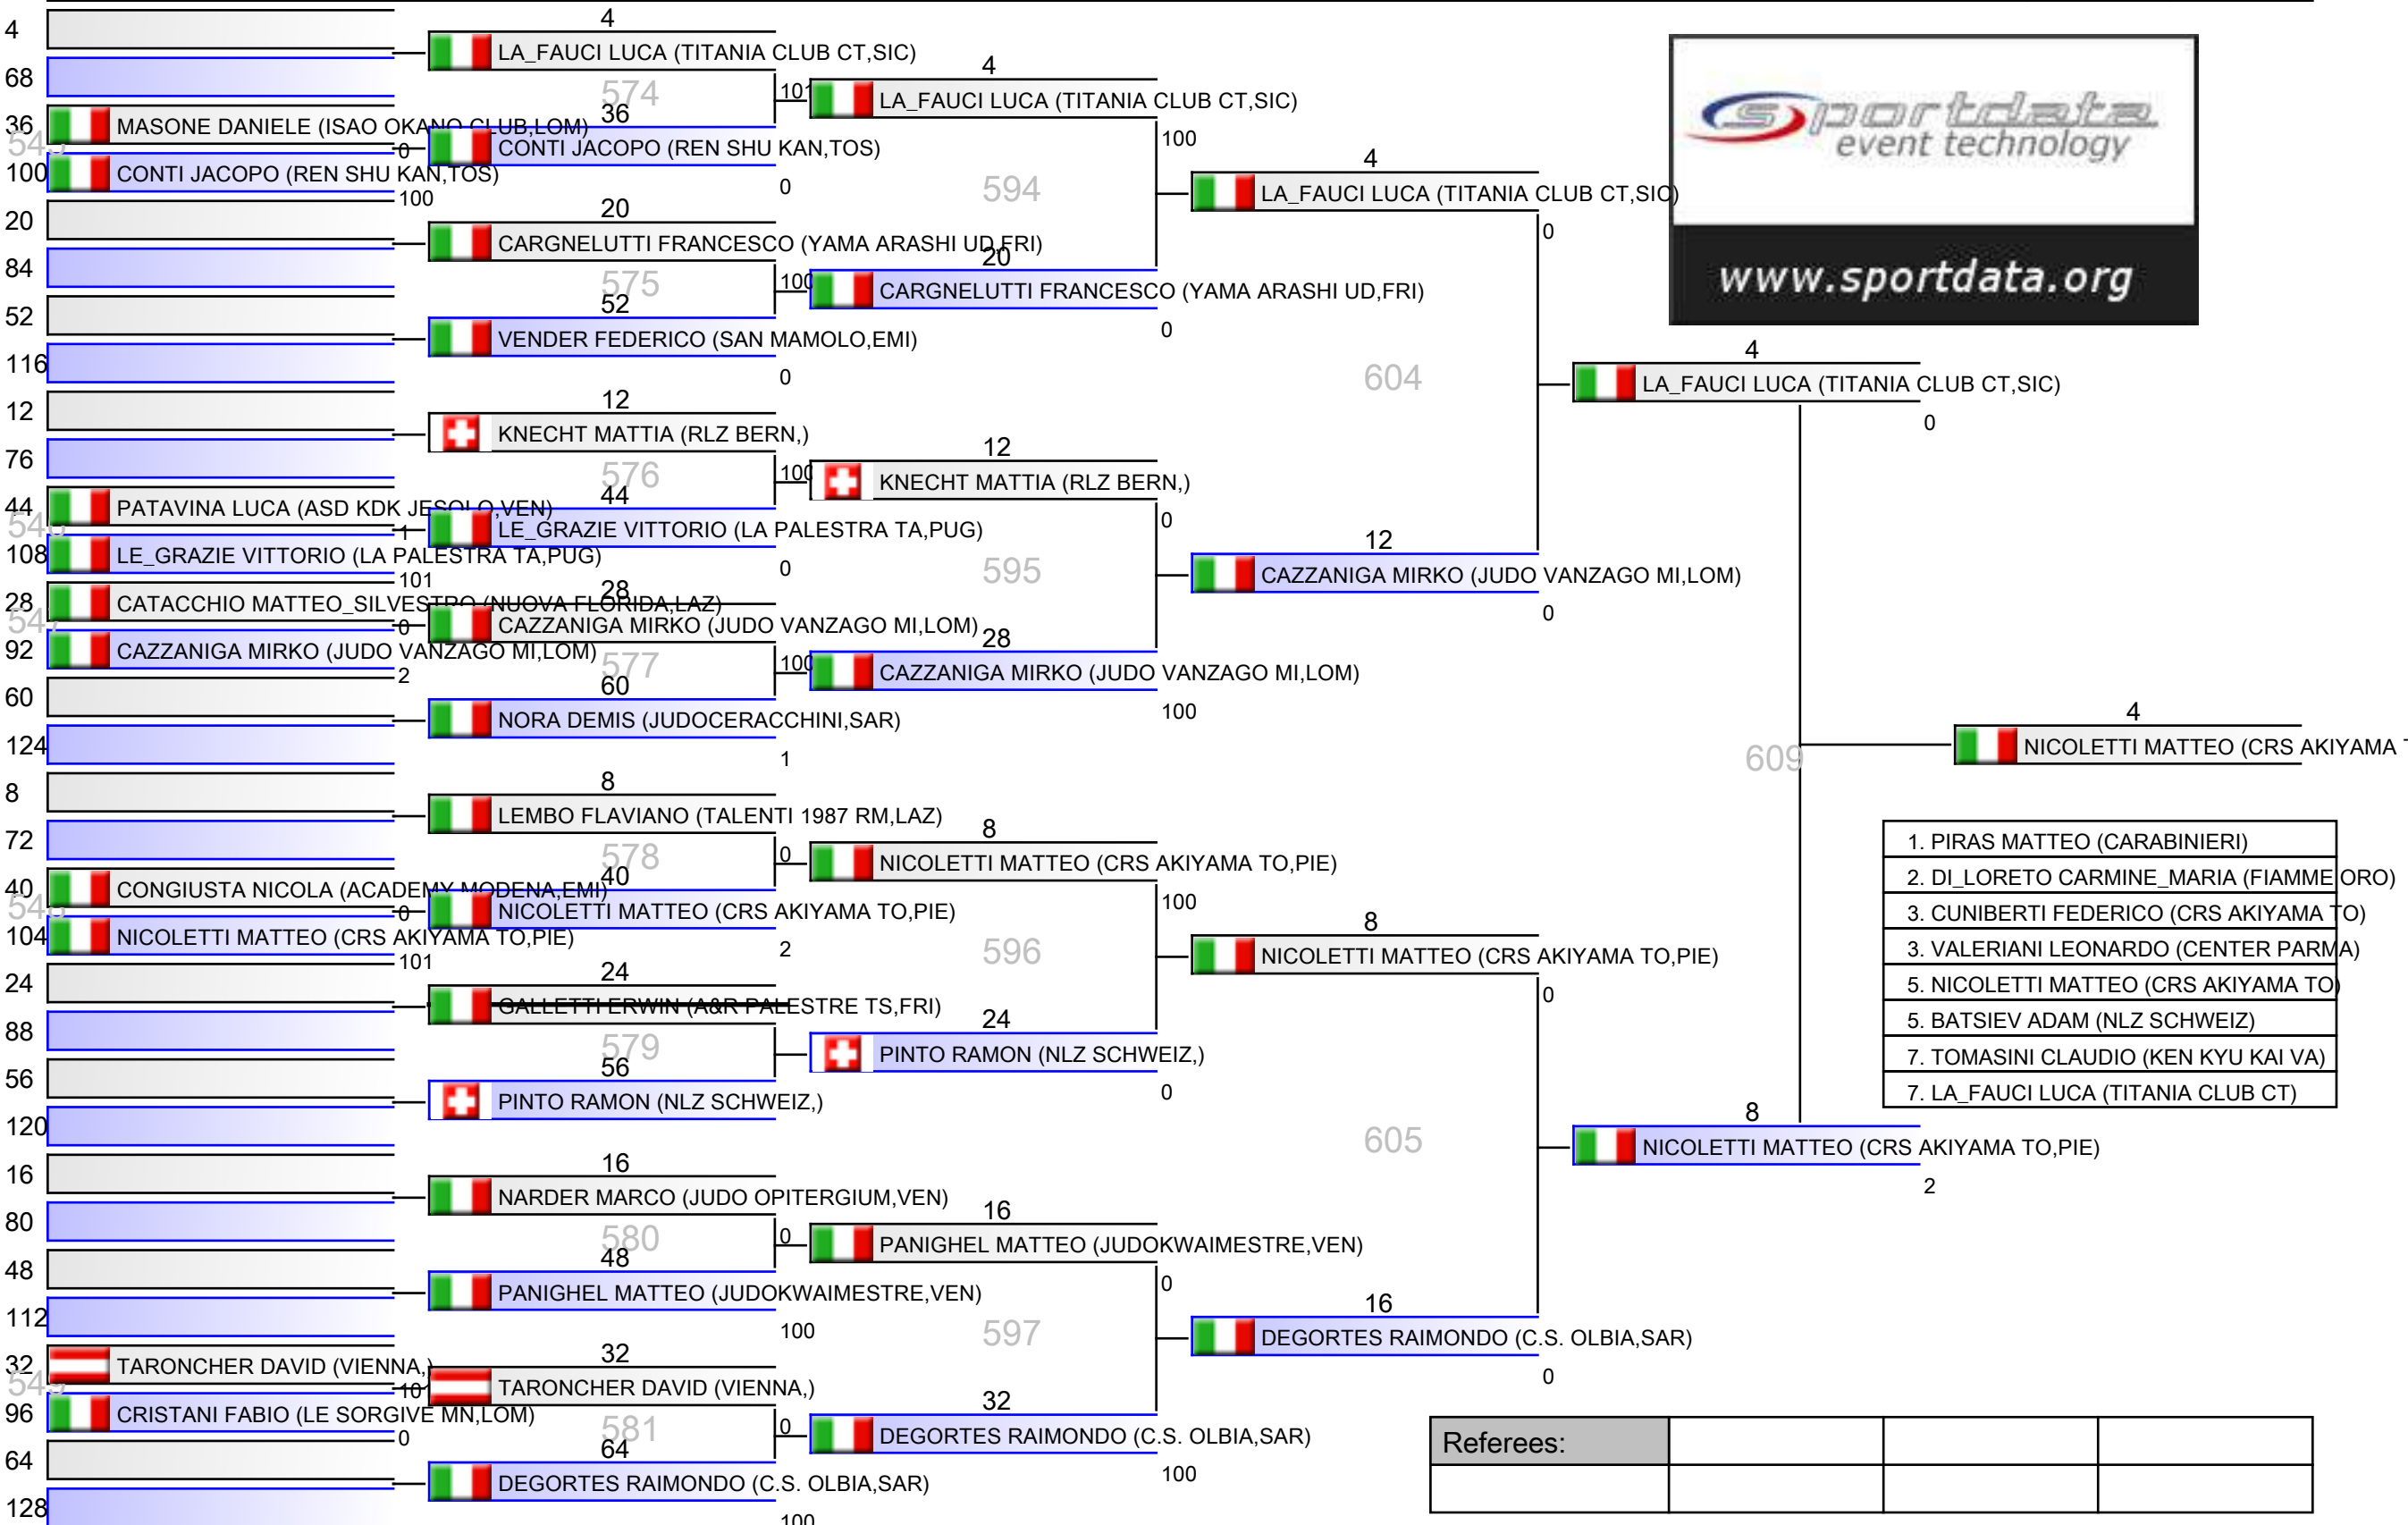 4
68
36 MASONE DANIELE (ISAO OKANO CLUB,LOM)
0
100 CONTI JACOPO (REN SHU KAN,TOS)
100
20
84
52
116
12
76
44 PATAVINA LUCA (ASD KDK JESOLO,VEN)
1
108 LE_GRAZIE VITTORIO (LA PALESTRA TA,PUG)
101
28 CATACCHIO MATTEO_SILVESTRO (NUOVA FLORIDA,LAZ)
0
92 CAZZANIGA MIRKO (JUDO VANZAGO MI,LOM)
2
60
124
8
72
40 CONGIUSTA NICOLA (ACADEMY MODENA,EMI)
0
104 NICOLETTI MATTEO (CRS AKIYAMA TO,PIE)
101
24
88
56
120
16
80
48
112
32 TARONCHER DAVID (VIENNA,)
101
96 CRISTANI FABIO (LE SORGIVE MN,LOM)
0
64
128
4
LA_FAUCI LUCA (TITANIA CLUB CT,SIC)
574
101
36
CONTI JACOPO (REN SHU KAN,TOS)
0
20
CARGNELUTTI FRANCESCO (YAMA ARASHI UD,FRI)
575
100
52
VENDER FEDERICO (SAN MAMOLO,EMI)
0
12
KNECHT MATTIA (RLZ BERN,)
576
100
44
LE_GRAZIE VITTORIO (LA PALESTRA TA,PUG)
0
28
CAZZANIGA MIRKO (JUDO VANZAGO MI,LOM)
577
100
60
NORA DEMIS (JUDOCERACCHINI,SAR)
1
8
LEMBO FLAVIANO (TALENTI 1987 RM,LAZ)
578
0
40
NICOLETTI MATTEO (CRS AKIYAMA TO,PIE)
2
24
GALLETTI ERWIN (A&R PALESTRE TS,FRI)
579
56
PINTO RAMON (NLZ SCHWEIZ,)
16
NARDER MARCO (JUDO OPITERGIUM,VEN)
580
0
48
PANIGHEL MATTEO (JUDOKWAIMESTRE,VEN)
100
32
TARONCHER DAVID (VIENNA,)
581
0
64
DEGORTES RAIMONDO (C.S. OLBIA,SAR)
100
4
LA_FAUCI LUCA (TITANIA CLUB CT,SIC)
100
594
20
CARGNELUTTI FRANCESCO (YAMA ARASHI UD,FRI)
0
12
KNECHT MATTIA (RLZ BERN,)
0
595
28
CAZZANIGA MIRKO (JUDO VANZAGO MI,LOM)
100
8
NICOLETTI MATTEO (CRS AKIYAMA TO,PIE)
100
596
24
PINTO RAMON (NLZ SCHWEIZ,)
0
16
PANIGHEL MATTEO (JUDOKWAIMESTRE,VEN)
0
597
32
DEGORTES RAIMONDO (C.S. OLBIA,SAR)
100
4
LA_FAUCI LUCA (TITANIA CLUB CT,SIC)
0
604
12
CAZZANIGA MIRKO (JUDO VANZAGO MI,LOM)
0
8
NICOLETTI MATTEO (CRS AKIYAMA TO,PIE)
0
605
16
DEGORTES RAIMONDO (C.S. OLBIA,SAR)
0
sportdata
event technology
www.sportdata.org
4
LA_FAUCI LUCA (TITANIA CLUB CT,SIC)
0
609
8
NICOLETTI MATTEO (CRS AKIYAMA TO,PIE)
2
4
NICOLETTI MATTEO (CRS AKIYAMA
1. PIRAS MATTEO (CARABINIERI)
2. DI_LORETO CARMINE_MARIA (FIAMME ORO)
3. CUNIBERTI FEDERICO (CRS AKIYAMA TO)
3. VALERIANI LEONARDO (CENTER PARMA)
5. NICOLETTI MATTEO (CRS AKIYAMA TO)
5. BATSIEV ADAM (NLZ SCHWEIZ)
7. TOMASINI CLAUDIO (KEN KYU KAI VA)
7. LA_FAUCI LUCA (TITANIA CLUB CT)
Referees: